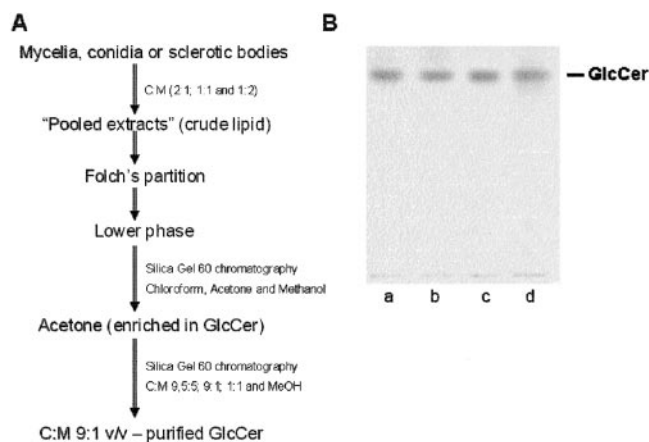 A
Mycelia, conidia or sclerotic bodies
C:M (2:1; 1:1 and 1:2)
"Pooled extracts" (crude lipid)
Folch's partition
Lower phase
Silica Gel 60 chromatography
Chloroform, Acetone and Methanol
Acetone (enriched in GlcCer)
Silica Gel 60 chromatography
C:M 9,5:5; 9:1; 1:1 and MeOH
C:M 9:1 v/v – purified GlcCer
B
GlcCer
a b c d